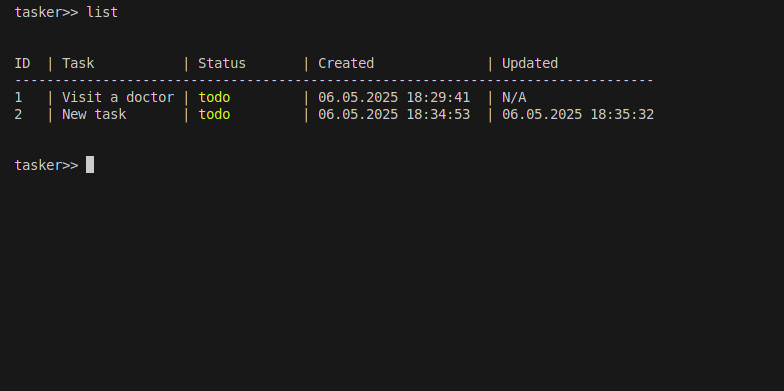 tasker>> list
ID  | Task           | Status       | Created              | Updated
--------------------------------------------------------------------------------
1   | Visit a doctor | todo         | 06.05.2025 18:29:41  | N/A
2   | New task       | todo         | 06.05.2025 18:34:53  | 06.05.2025 18:35:32
tasker>>